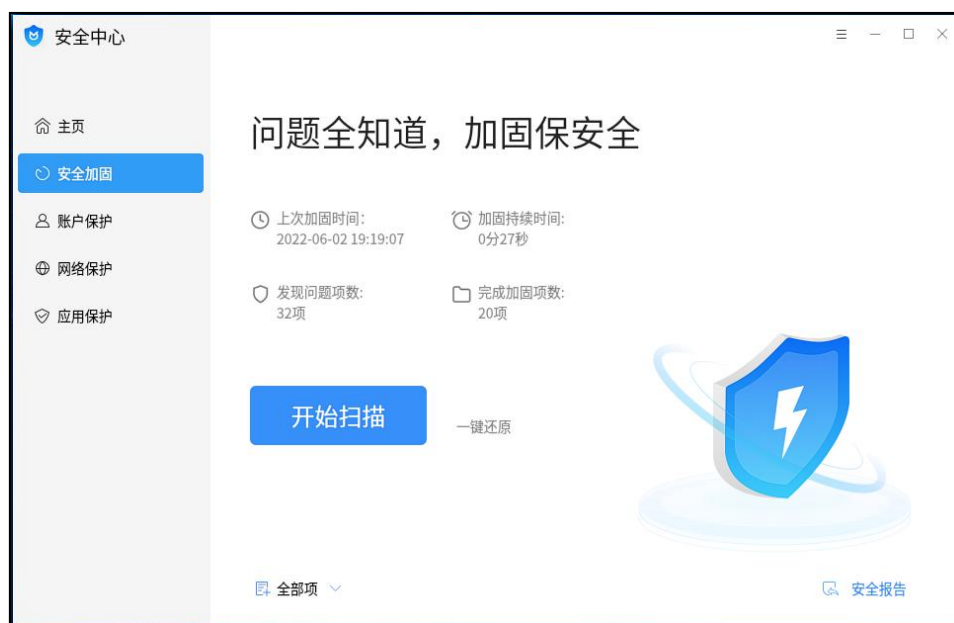 安全中心
主页
安全加固
账户保护
网络保护
应用保护
问题全知道，加固保安全
上次加固时间:
2022-06-02 19:19:07
加固持续时间:
0分27秒
发现问题项数:
32项
完成加固项数:
20项
开始扫描
一键还原
全部项
安全报告